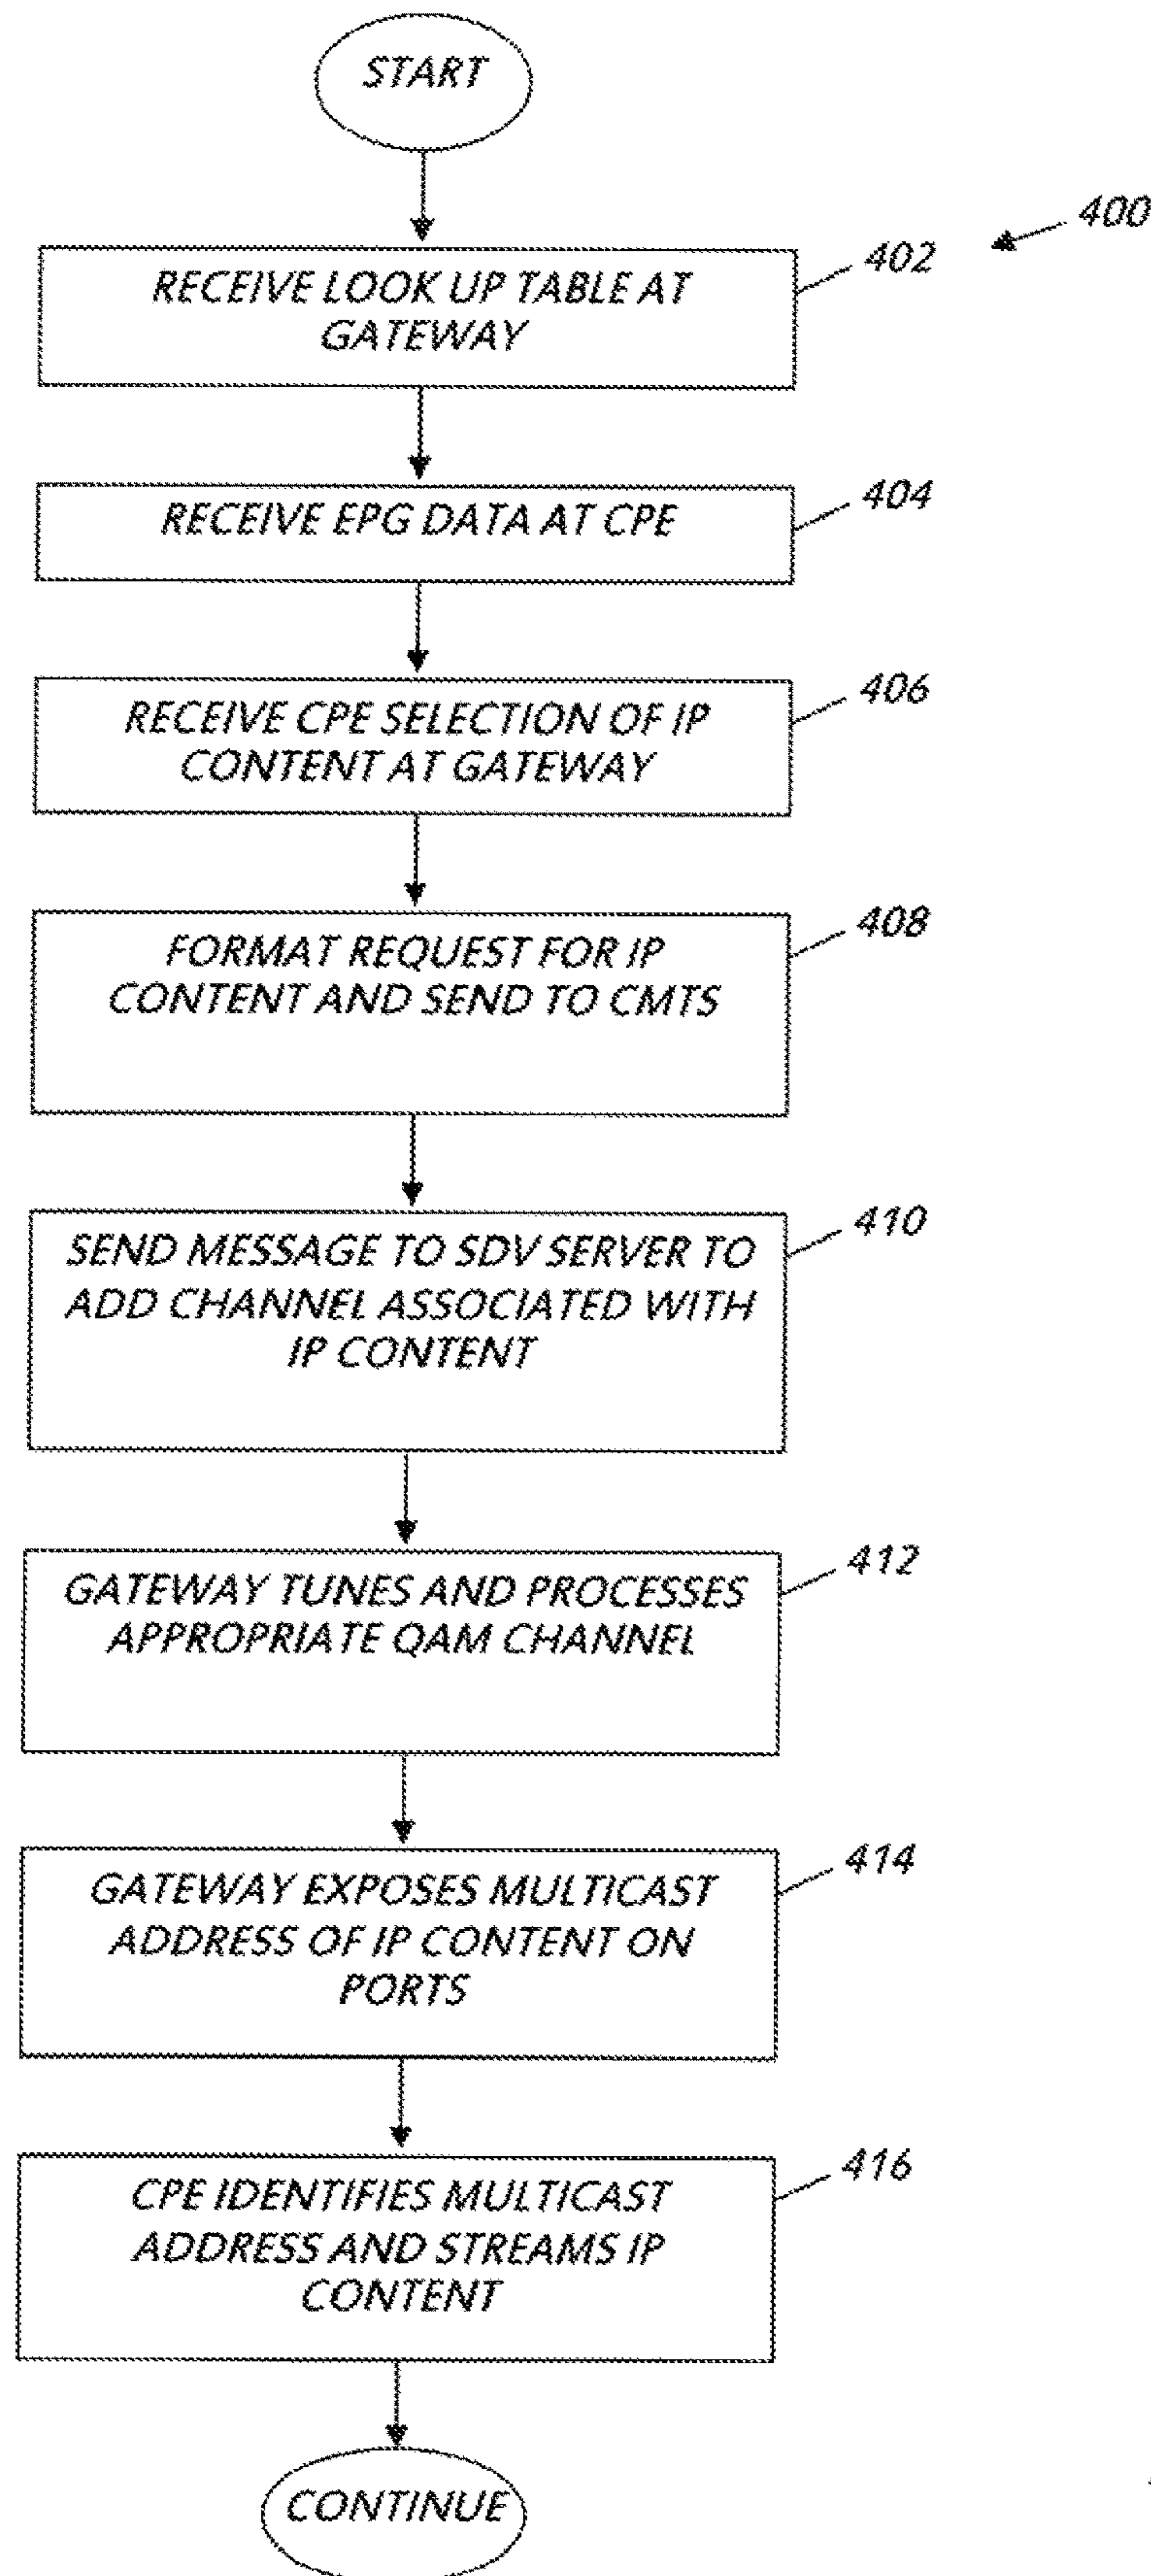 START
400
402
RECEIVE LOOK UP TABLE AT
GATEWAY
404
RECEIVE EPG DATA AT CPE
406
RECEIVE CPE SELECTION OF IP
CONTENT AT GATEWAY
408
FORMAT REQUEST FOR IP
CONTENT AND SEND TO CMTS
410
SEND MESSAGE TO SDV SERVER TO
ADD CHANNEL ASSOCIATED WITH
IP CONTENT
412
GATEWAY TUNES AND PROCESSES
APPROPRIATE QAM CHANNEL
414
GATEWAY EXPOSES MULTICAST
ADDRESS OF IP CONTENT ON
PORTS
416
CPE IDENTIFIES MULTICAST
ADDRESS AND STREAMS IP
CONTENT
CONTINUE